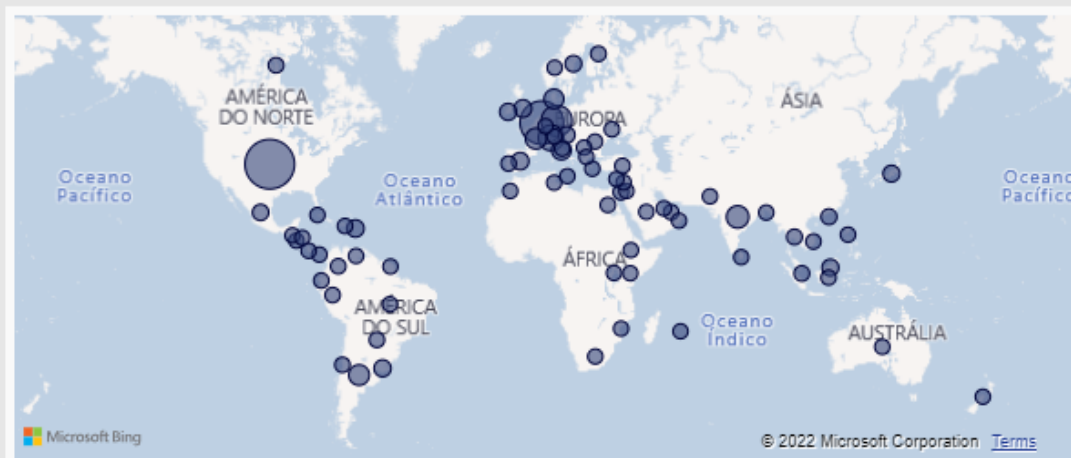 AMÉRICA
DO NORTE
EUROPA
ÁSIA
Oceano
Pacífico
Oceano
Atlântico
Oceano
Pacífico
ÁFRICA
AMÉRICA
DO SUL
Oceano
Índico
AUSTRÁLIA
Microsoft Bing
© 2022 Microsoft Corporation Terms